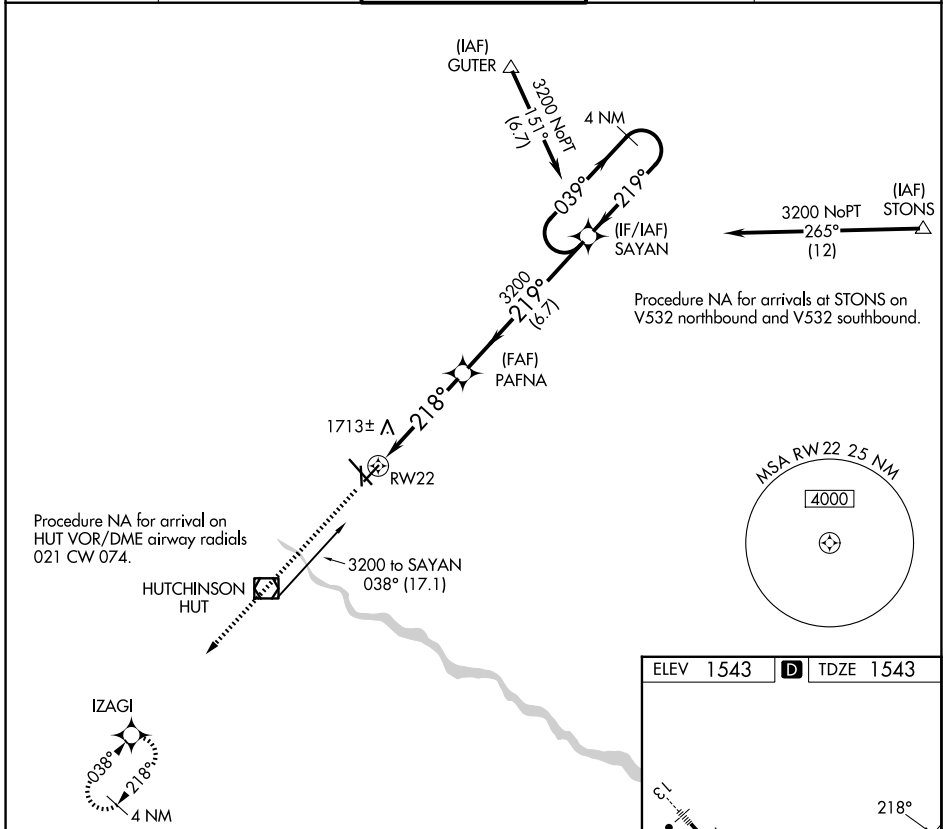 (IAF)
GUTER
3200 NoPT
151°
(6.7)
4 NM
039°
219°
(IF/IAF)
SAYAN
(IAF)
STONS
3200 NoPT
265°
(12)
Procedure NA for arrivals at STONS on
V532 northbound and V532 southbound.
3200
219°
(6.7)
(FAF)
PAFNA
218°
1713±
RW22
MSA RW22 25 NM
4000
Procedure NA for arrival on
HUT VOR/DME airway radials
021 CW 074.
HUTCHINSON
HUT
3200 to SAYAN
038° (17.1)
IZAGI
038°
218°
4 NM
ELEV 1543 D TDZE 1543
13
218°